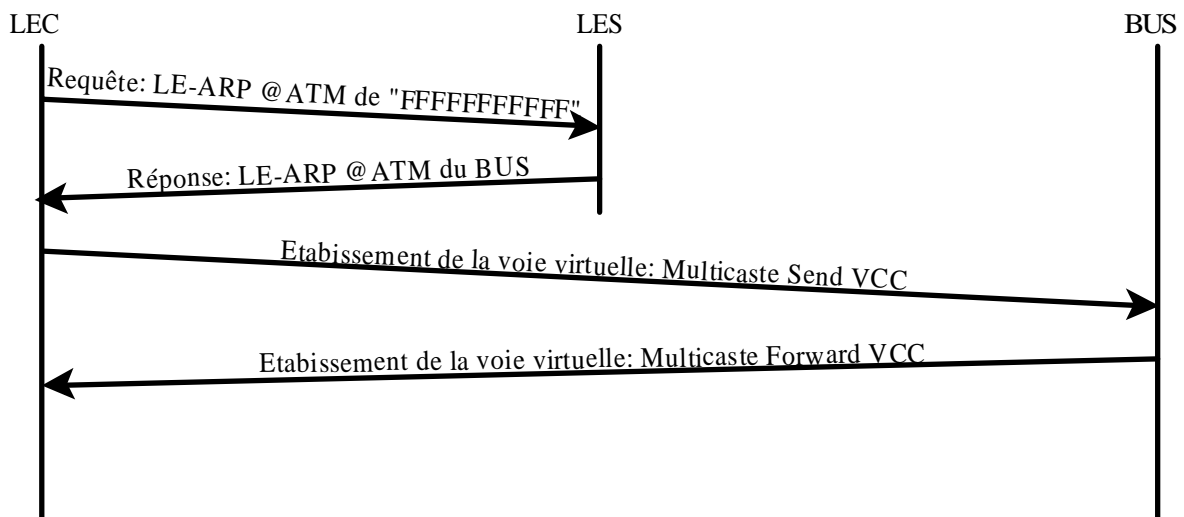 LEC
LES
BUS
Requête: LE-ARP @ATM de "FFFFFFFFFFF"
Réponse: LE-ARP @ATM du BUS
Etabissement de la voie virtuelle: Multicaste Send VCC
Etabissement de la voie virtuelle: Multicaste Forward VCC